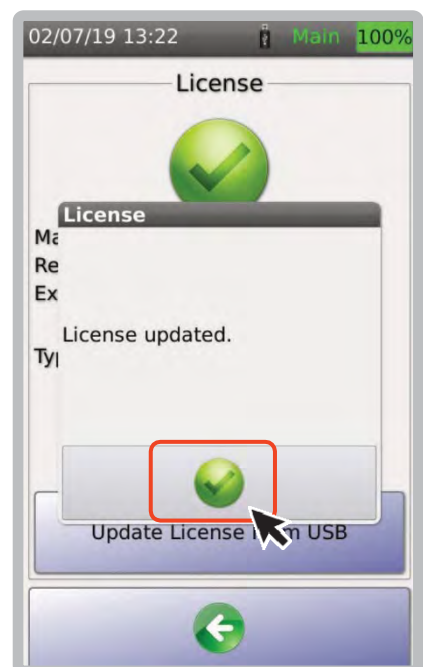 02/07/19 13:22 Main 100%
License
License
Ma
Re
Ex
License updated.
Ty
Update License m USB